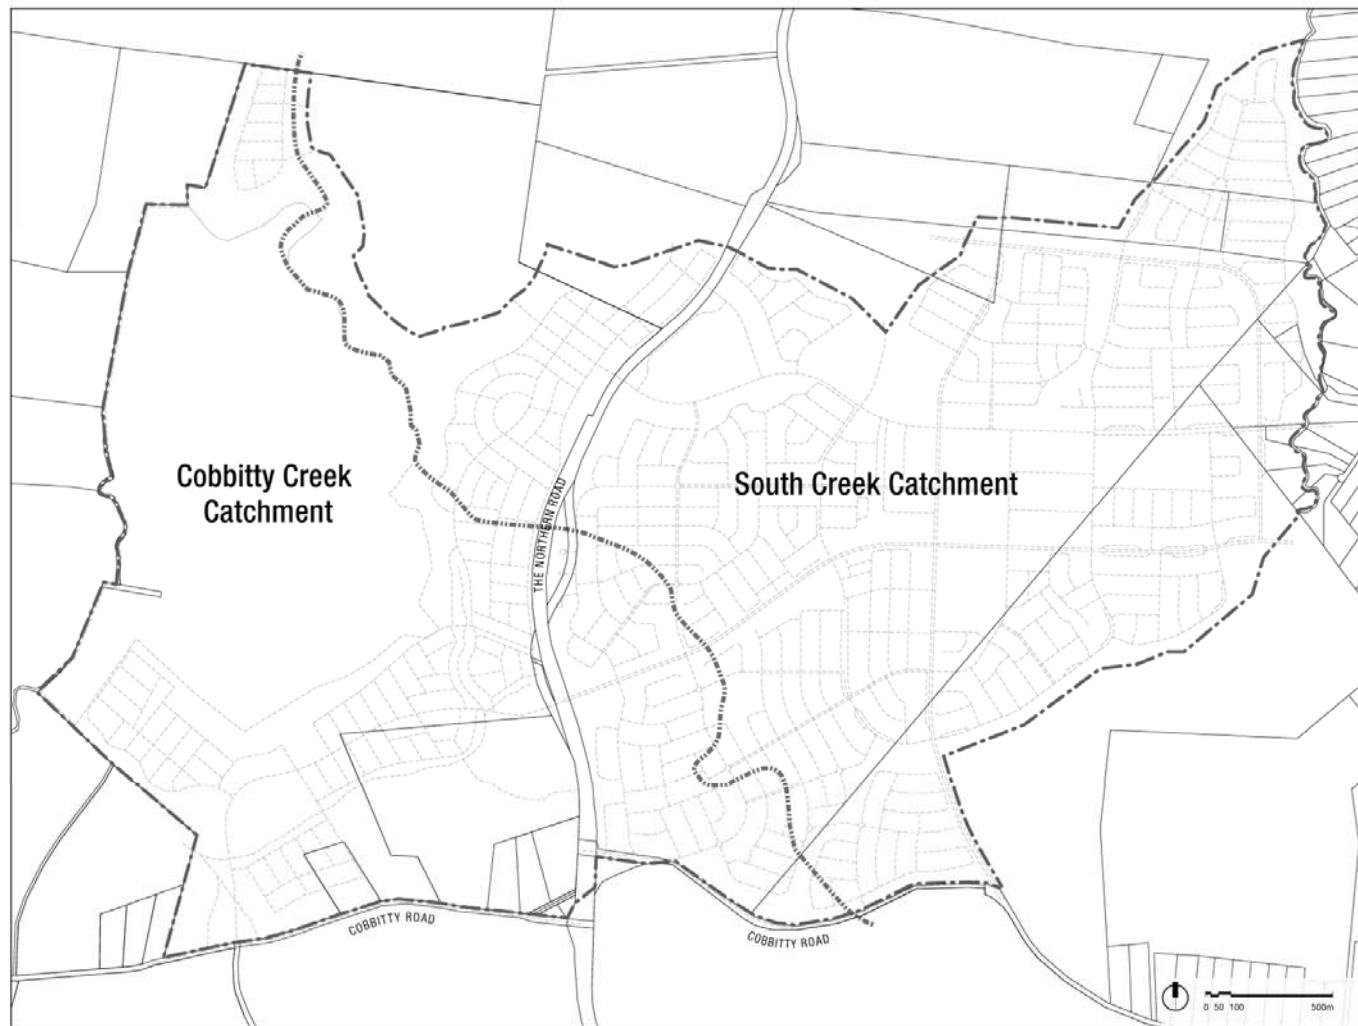 Cobbitty Creek
Catchment
South Creek Catchment
THE NORTHERN ROAD
COBBITTY ROAD
COBBITTY ROAD
0 50 100 500m